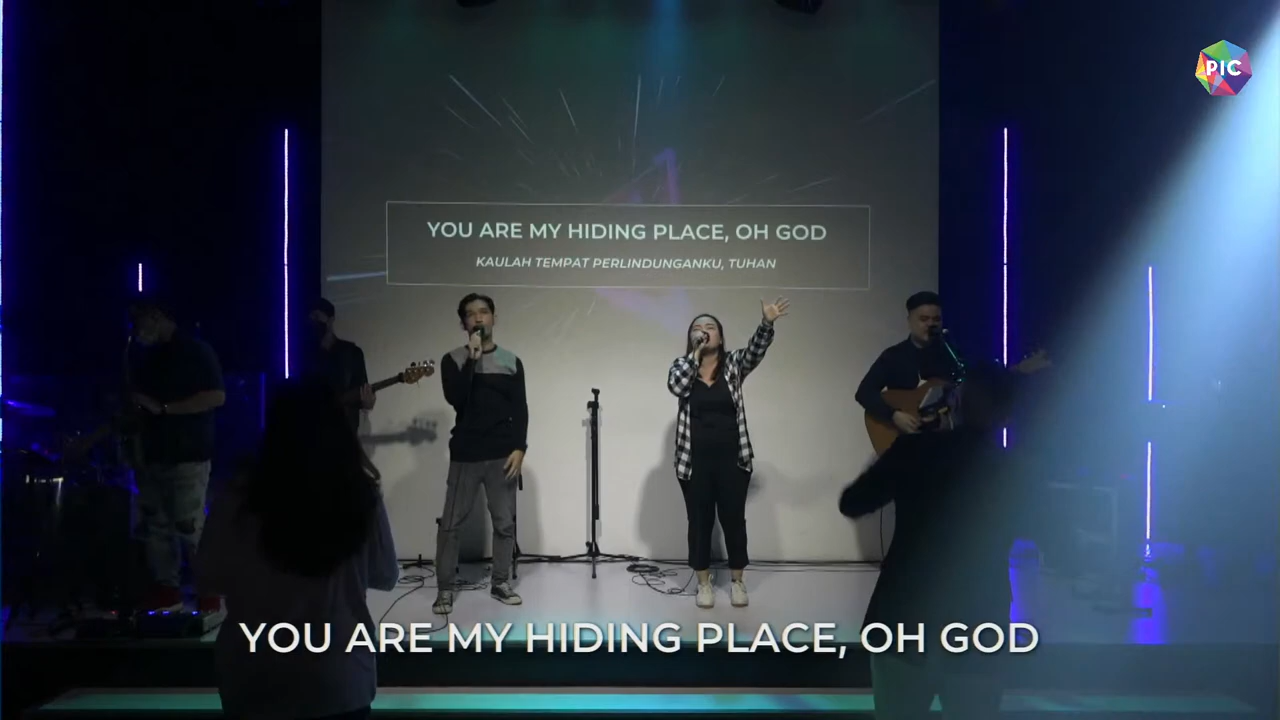 PIC
YOU ARE MY HIDING PLACE, OH GOD
KAULAH TEMPAT PERLINDUNGANKU, TUHAN
YOU ARE MY HIDING PLACE, OH GOD